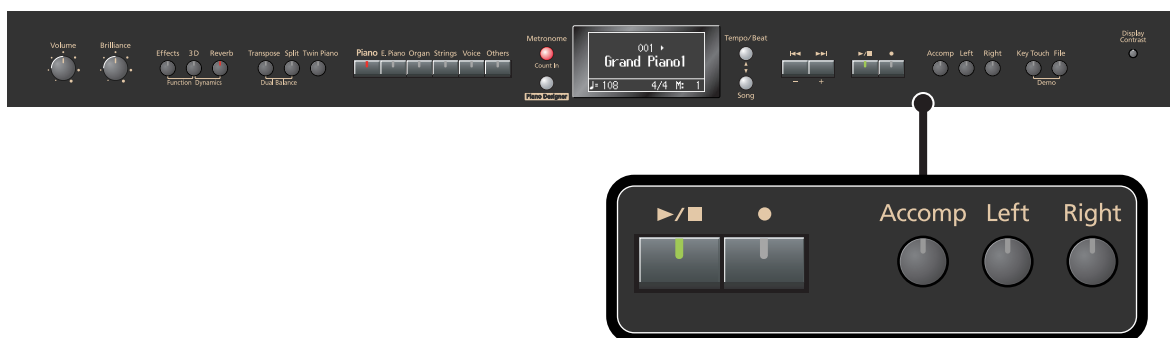 Volume
Brilliance
Effects 3D Reverb
Function Dynamics
Transpose Split Twin Piano
Dual Balance
Piano E. Piano Organ Strings Voice Others
Metronome
Count In
Piano Designer
001
Grand Piano1
♩= 108 4/4 M: 1
Tempo/Beat
Song
− +
Accomp Left Right
Key Touch File
Demo
Display
Contrast
Accomp Left Right